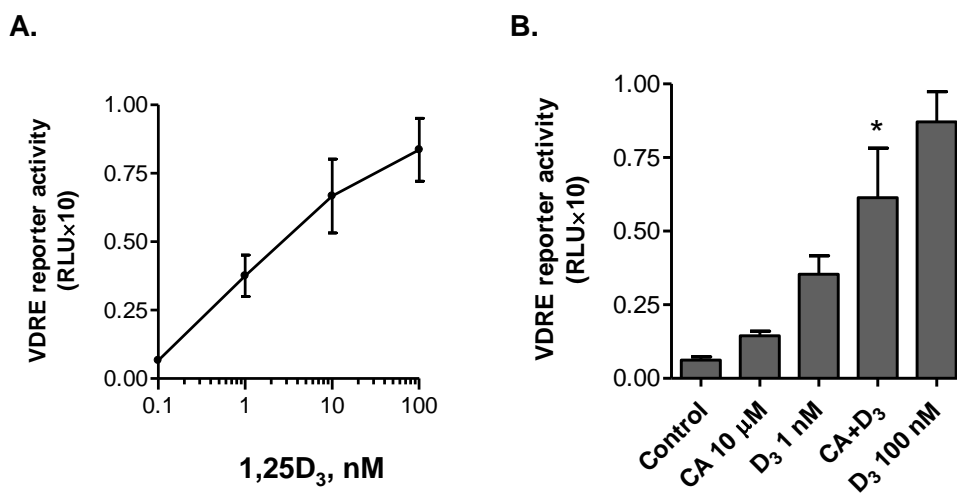 A.
VDRE reporter activity
(RLU×10)
1.00
0.75
0.50
0.25
0.00
0.1
1
10
100
1,25D₃, nM
B.
VDRE reporter activity
(RLU×10)
1.00
0.75
0.50
0.25
0.00
*
Control
CA 10 μM
D₃ 1 nM
CA+D₃
D₃ 100 nM